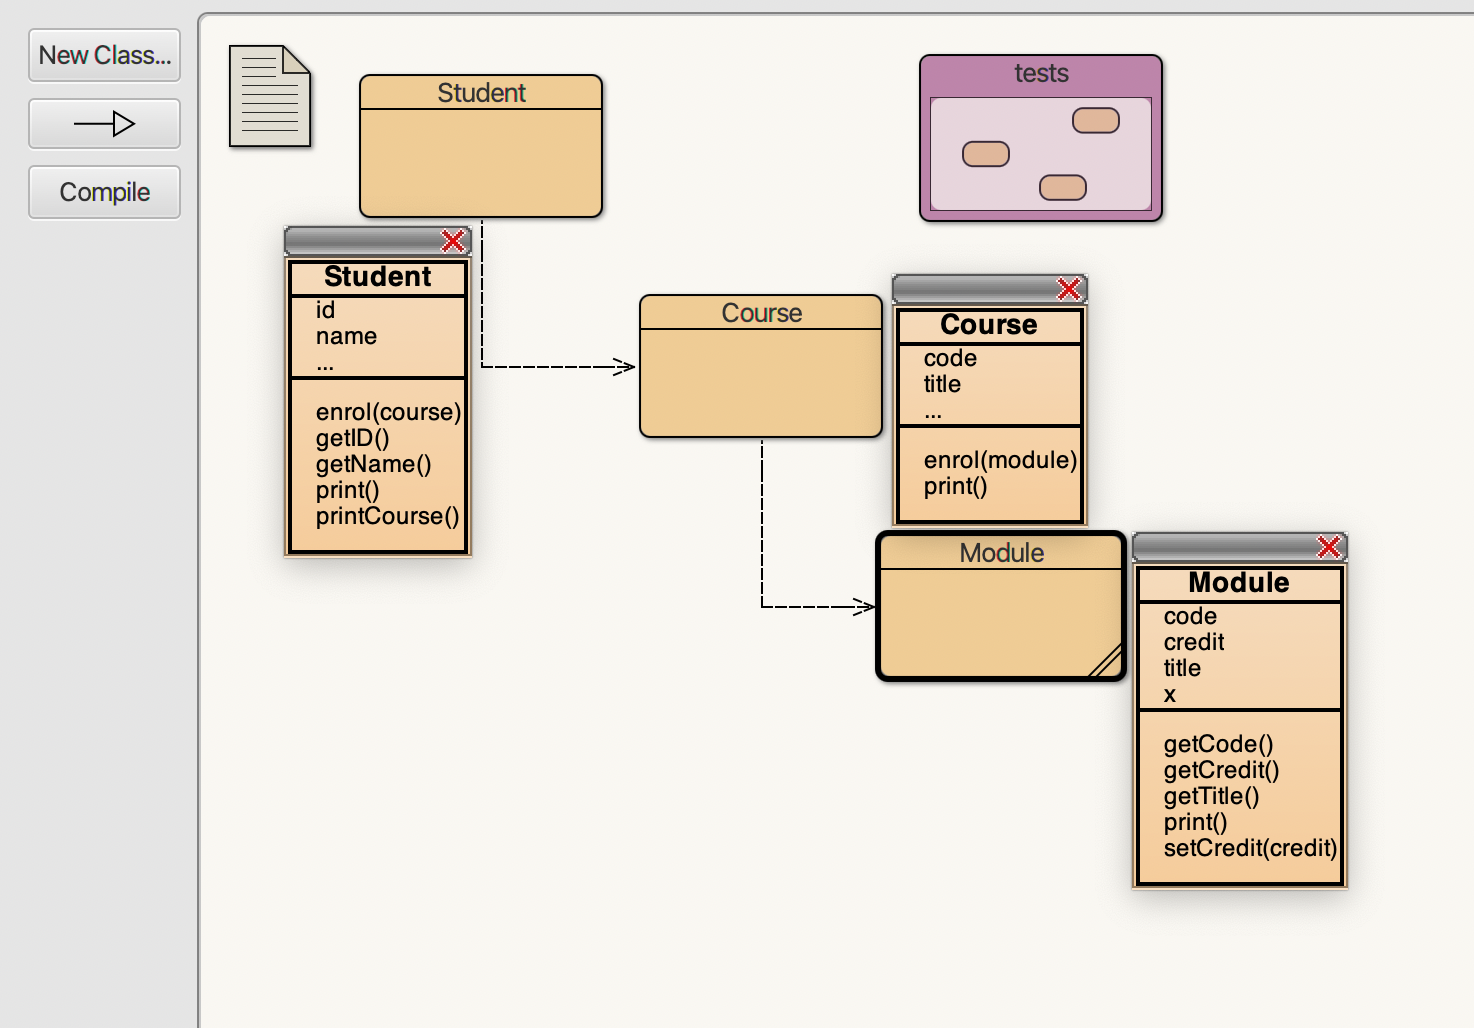 New Class...
Compile
Student
tests
Student
id
name
...
enrol(course)
getID()
getName()
print()
printCourse()
Course
Course
code
title
...
enrol(module)
print()
Module
Module
code
credit
title
x
getCode()
getCredit()
getTitle()
print()
setCredit(credit)